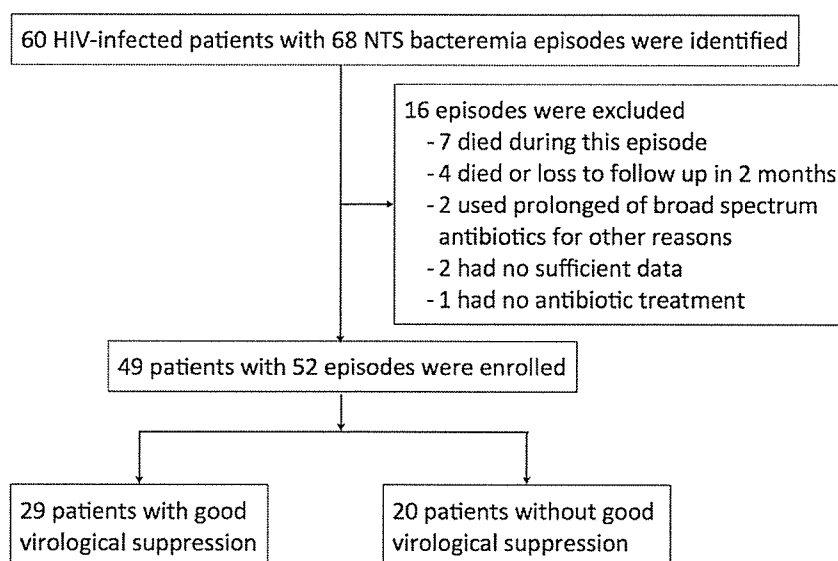 60 HIV-infected patients with 68 NTS bacteremia episodes were identified
16 episodes were excluded
- 7 died during this episode
- 4 died or loss to follow up in 2 months
- 2 used prolonged of broad spectrum
antibiotics for other reasons
- 2 had no sufficient data
- 1 had no antibiotic treatment
49 patients with 52 episodes were enrolled
29 patients with good
virological suppression
20 patients without good
virological suppression